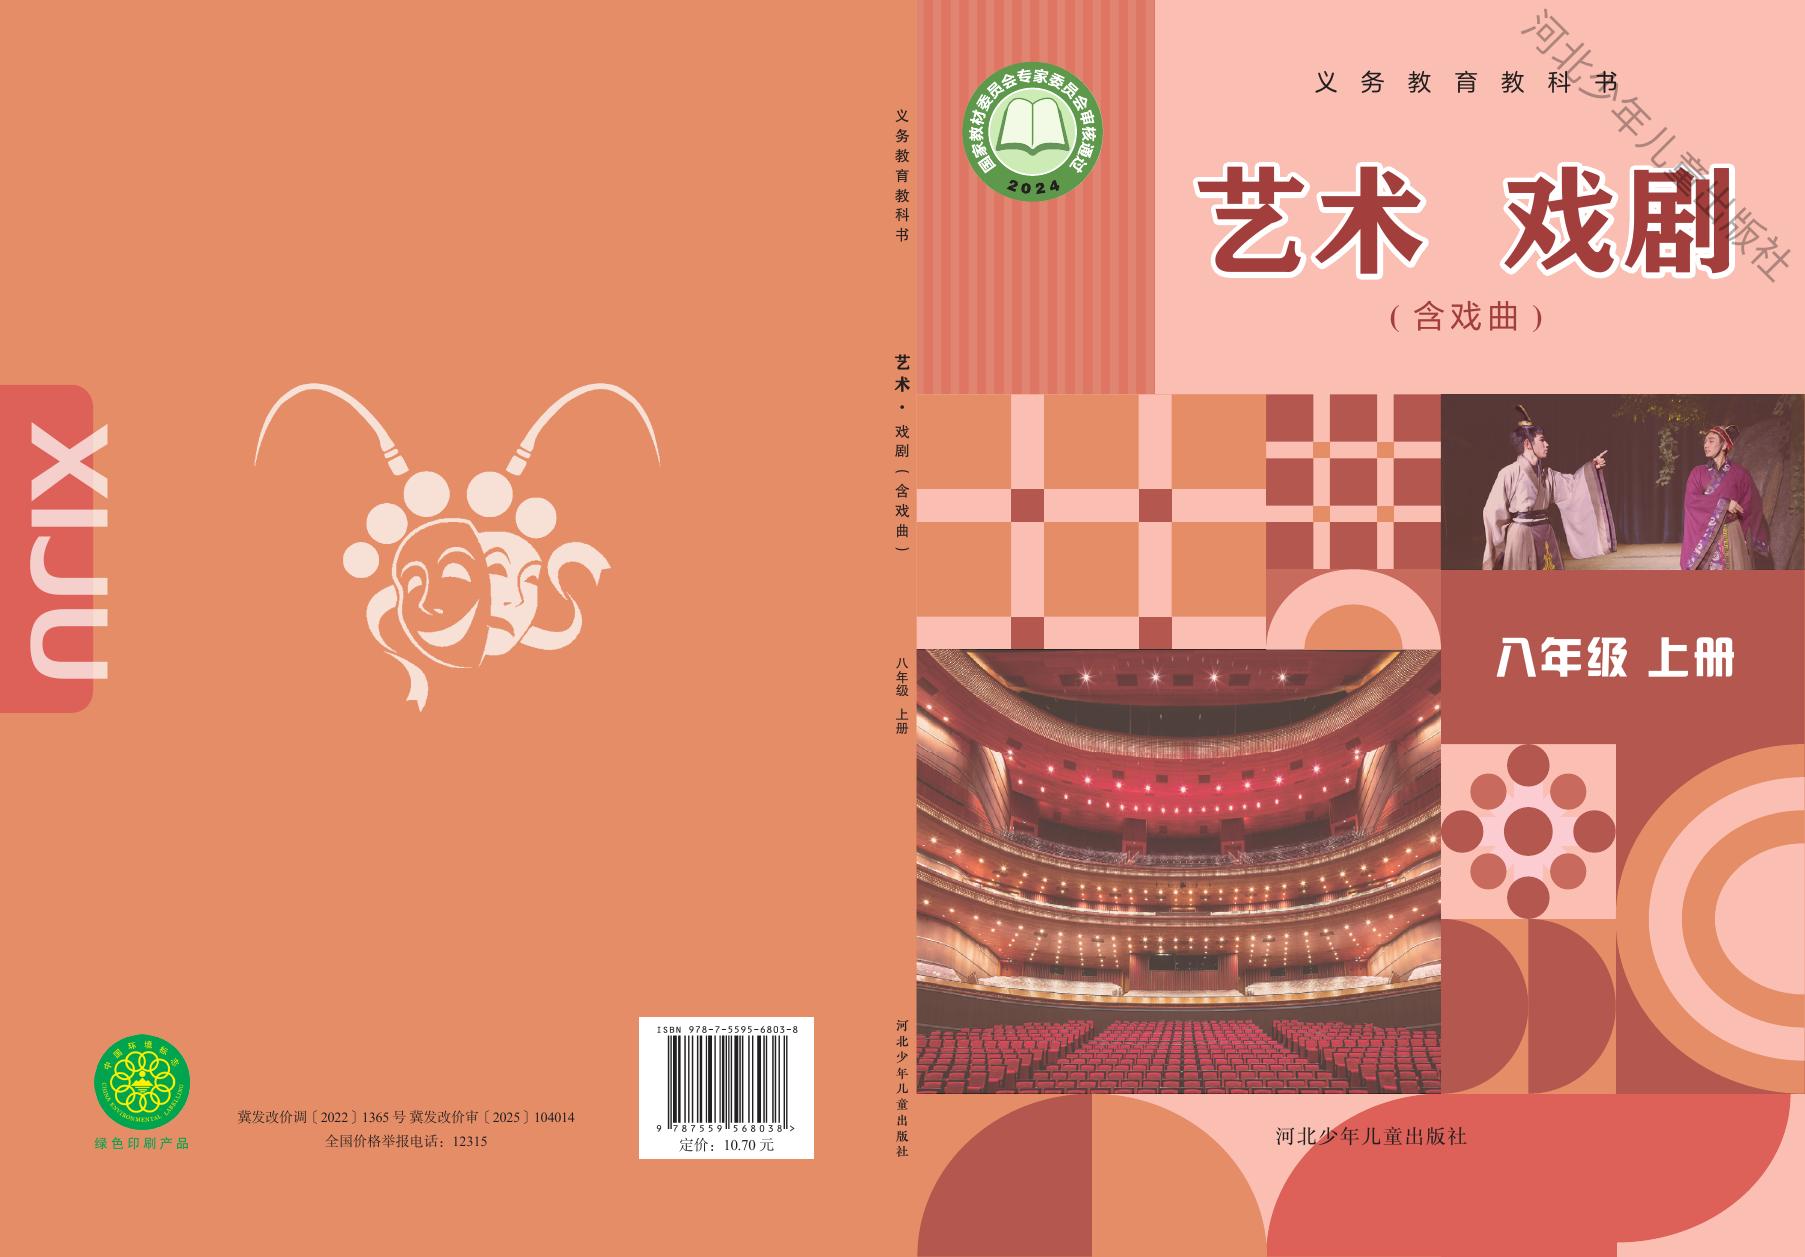 XIJU
中国环境标志
CHINA ENVIRONMENTAL LABELLING
绿色印刷产品
冀发改价调〔2022〕1365 号 冀发改价审〔2025〕104014
全国价格举报电话：12315
ISBN 978-7-5595-6803-8
9 787559 568038 >
定价：10.70 元
义务教育教科书
艺术·戏剧（含戏曲）
八年级 上册
河北少年儿童出版社
国家教材委员会专家委员会审核通过
2024
义务教育教科书
艺术 戏剧
（含戏曲）
八年级 上册
河北少年儿童出版社
河北少年儿童出版社